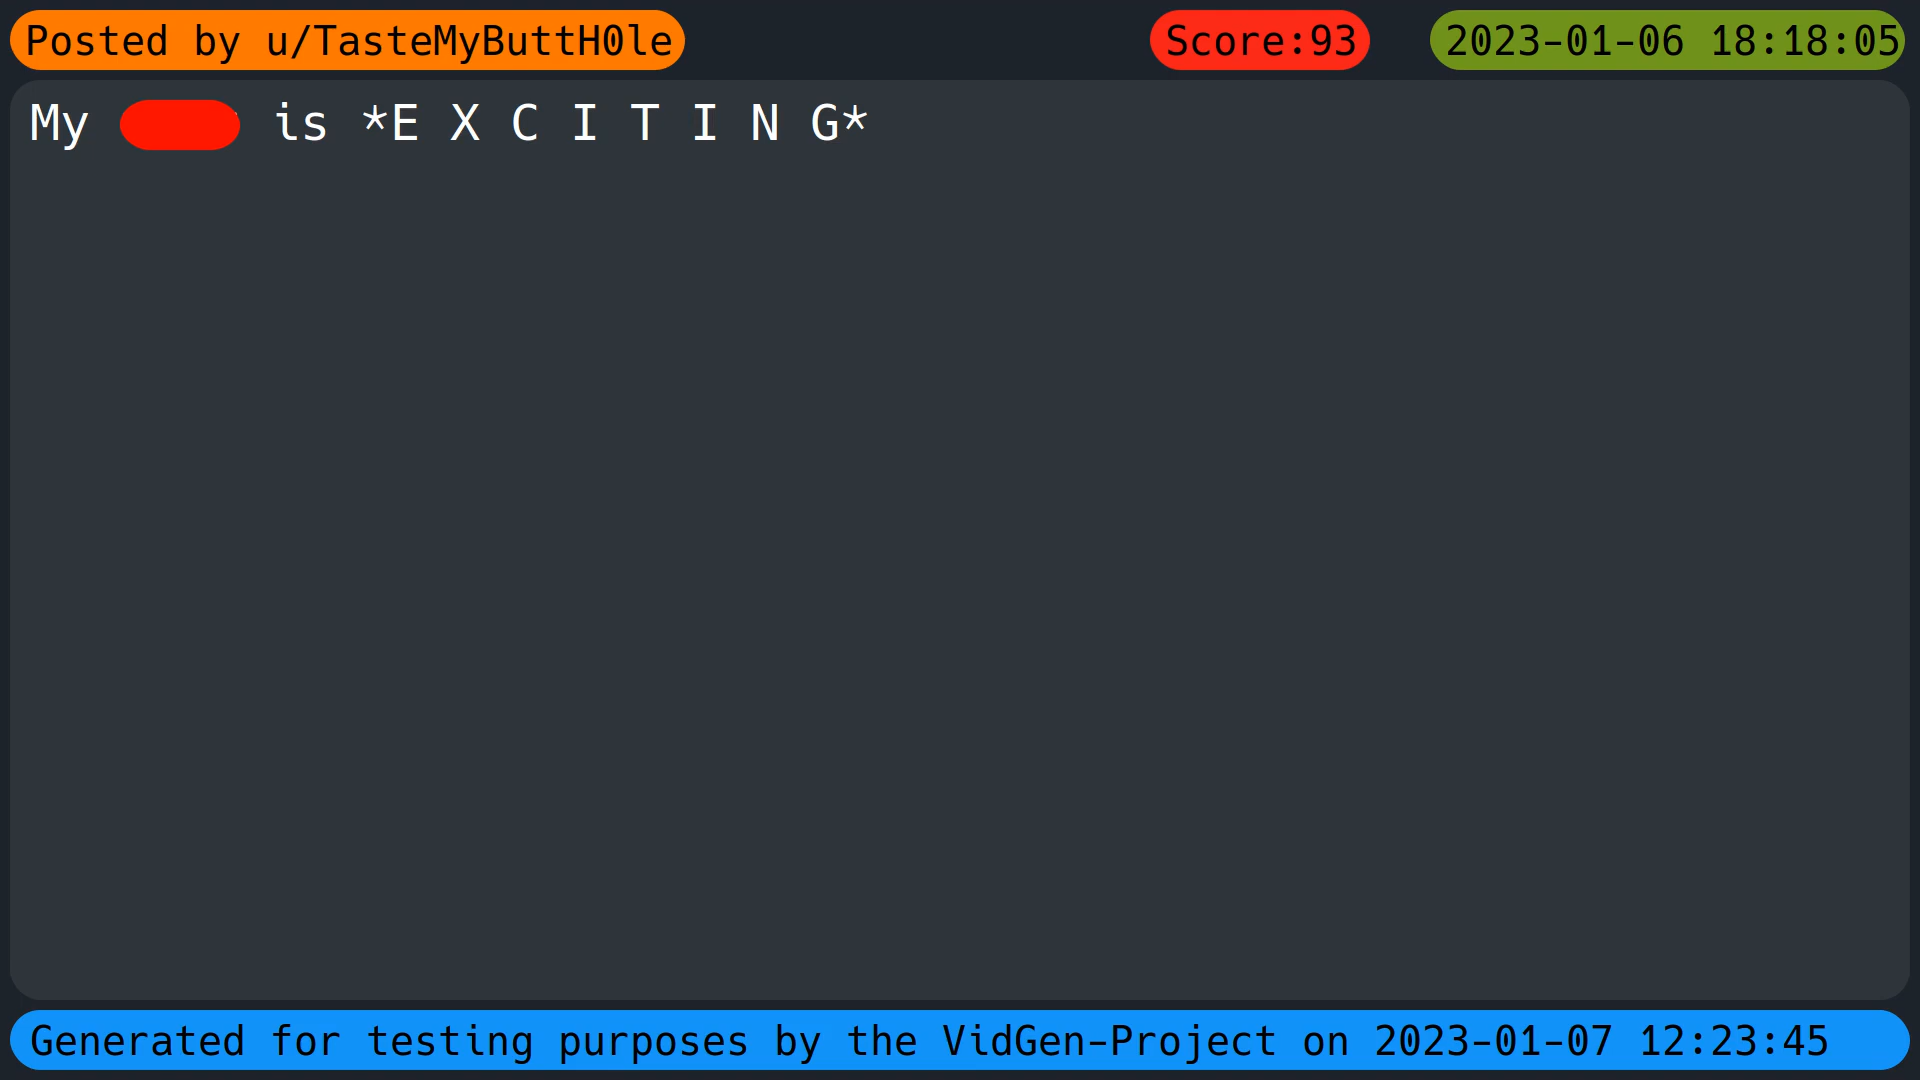 Posted by u/TasteMyButtH0le
Score:93
2023-01-06 18:18:05
My is *E X C I T I N G*
Generated for testing purposes by the VidGen-Project on 2023-01-07 12:23:45